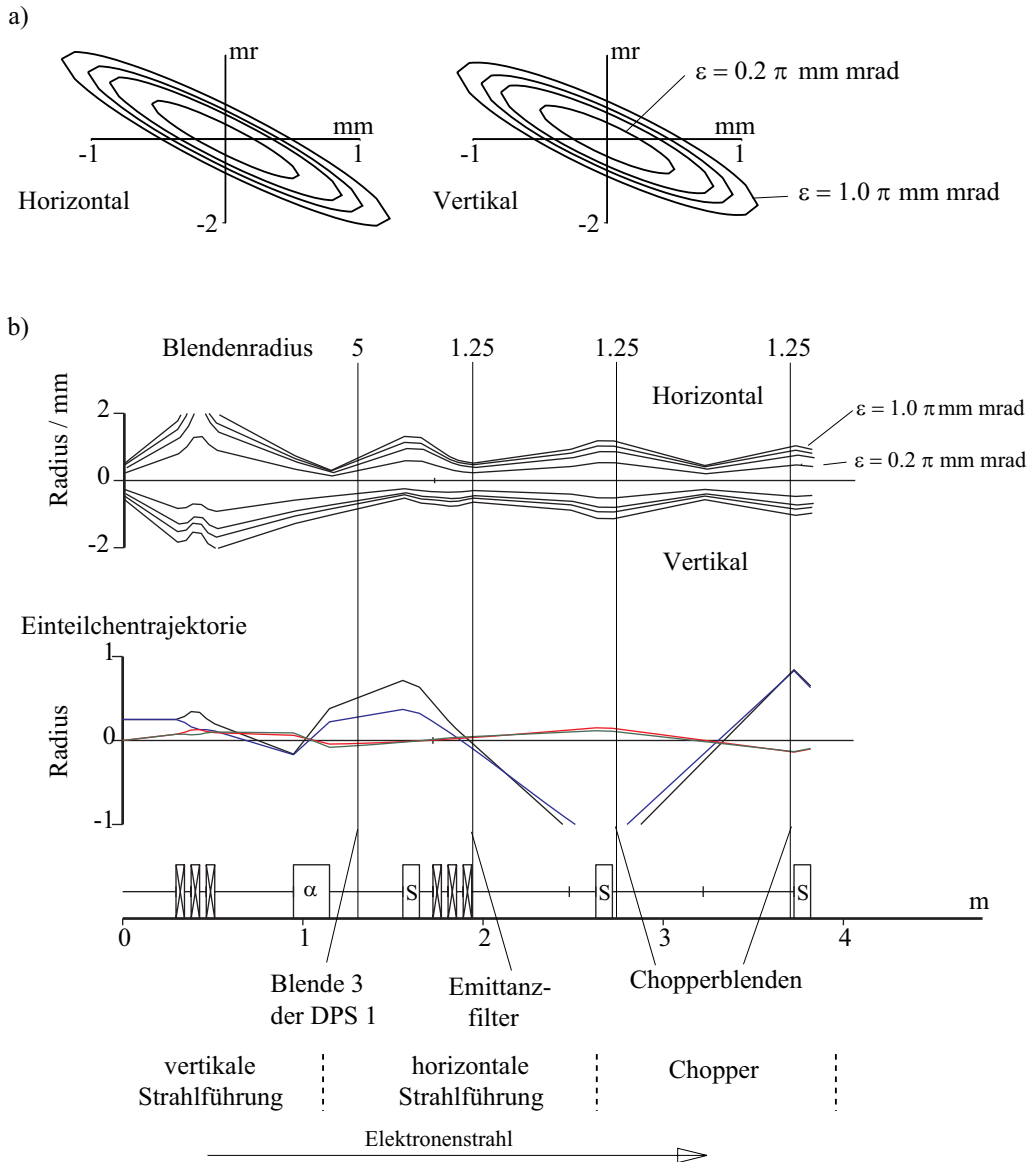 a)
mr
mm
-1
1
-2
Horizontal
mr
mm
-1
1
-2
Vertikal
ε = 0.2 π mm mrad
ε = 1.0 π mm mrad
b)
Blendenradius 5 1.25 1.25 1.25
Horizontal
Radius / mm
2
0
-2
ε = 1.0 π mm mrad
ε = 0.2 π mm mrad
Vertikal
Einteilchentrajektorie
Radius
1
0
-1
α S S S
m
0 1 2 3 4
Blende 3
der DPS 1
Emittanz-
filter
Chopperblenden
vertikale
Strahlführung
horizontale
Strahlführung
Chopper
Elektronenstrahl